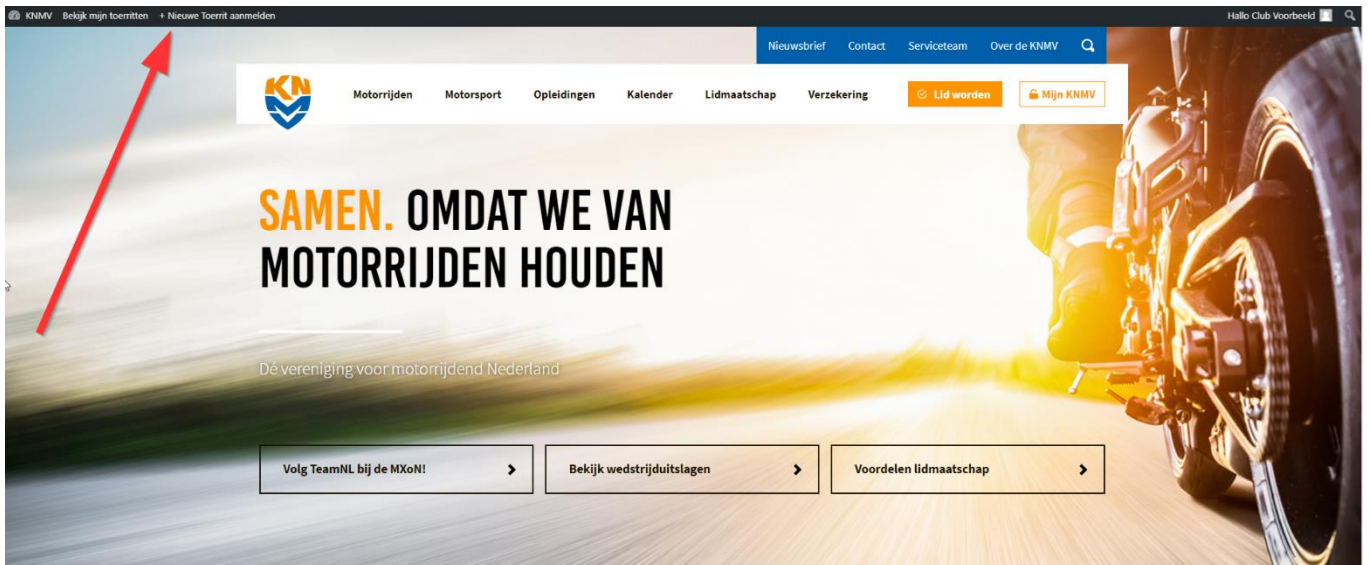 KNMV Bekijk mijn toerritten + Nieuwe Toerrit aanmelden Hallo Club Voorbeeld
Nieuwsbrief Contact Serviceteam Over de KNMV
KN
Motorrijden Motorsport Opleidingen Kalender Lidmaatschap Verzekering Lid worden Mijn KNMV
SAMEN. OMDAT WE VAN
MOTORRIJDEN HOUDEN
Dé vereniging voor motorrijdend Nederland
Volg TeamNL bij de MXoN! Bekijk wedstrijduitslagen Voordelen lidmaatschap